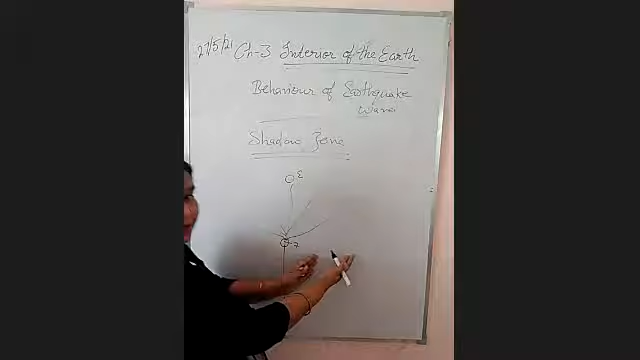 27/5/21 Ch-3 Interior of the Earth
Behaviour of Earthquake
waves
Shadow Zone
E